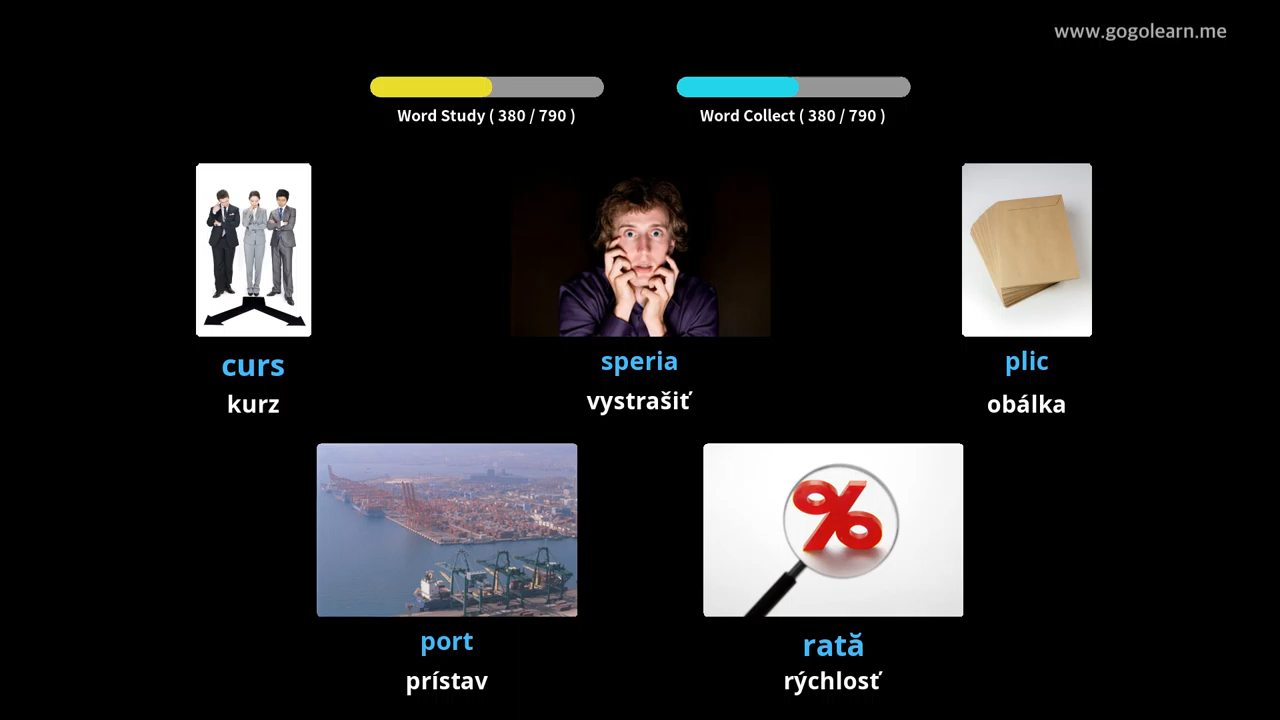 www.gogolearn.me
Word Study ( 380 / 790 )
Word Collect ( 380 / 790 )
curs
kurz
speria
vystrašiť
plic
obálka
port
prístav
rată
rýchlosť